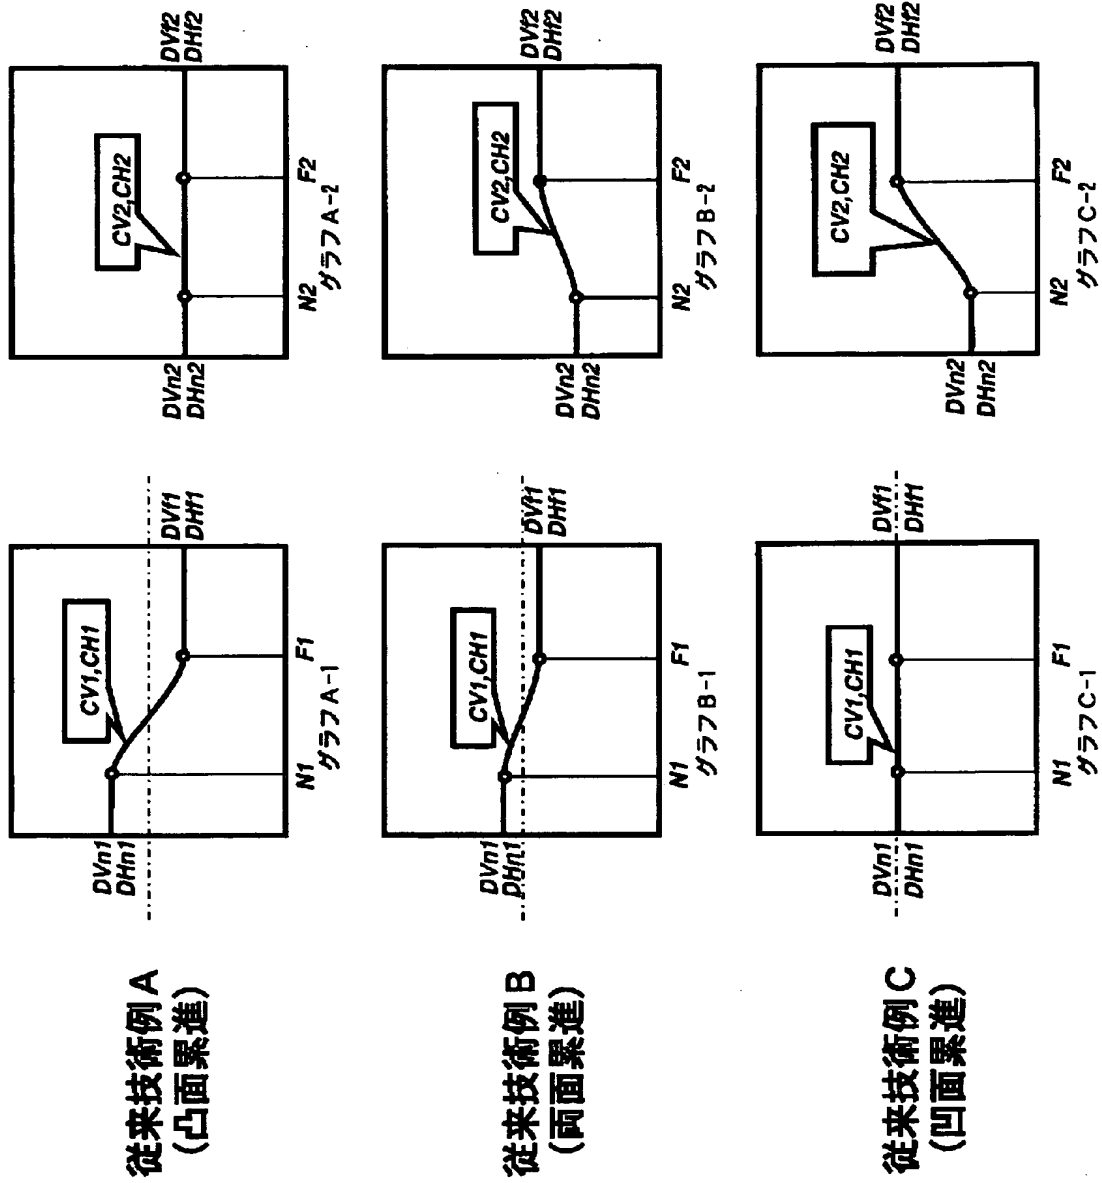 従来技術例 A
(凸面累進)
DVn1
DHn1
CV1,CH1
DVf1
DHf1
N1
F1
グラフ A-1
DVn2
DHn2
CV2,CH2
DVf2
DHf2
N2
F2
グラフ A-2
従来技術例 B
(両面累進)
DVn1
DHn1
CV1,CH1
DVf1
DHf1
N1
F1
グラフ B-1
DVn2
DHn2
CV2,CH2
DVf2
DHf2
N2
F2
グラフ B-2
従来技術例 C
(凹面累進)
DVn1
DHn1
CV1,CH1
DVf1
DHf1
N1
F1
グラフ C-1
DVn2
DHn2
CV2,CH2
DVf2
DHf2
N2
F2
グラフ C-2